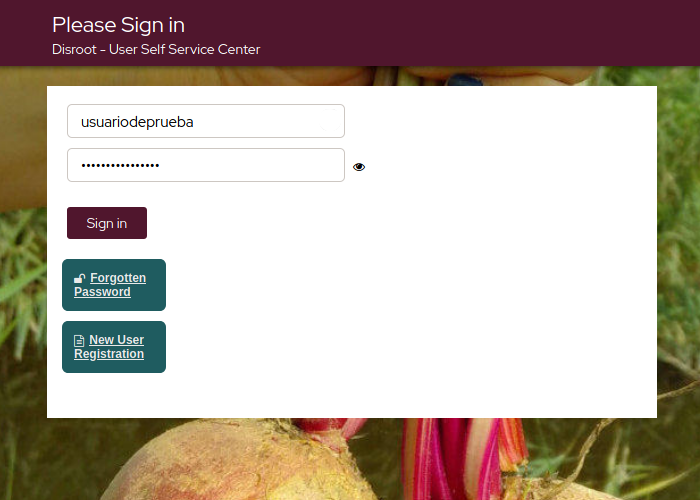 Please Sign in
Disroot - User Self Service Center
usuariodeprueba
••••••••••••••••
Sign in
Forgotten
Password
New User
Registration